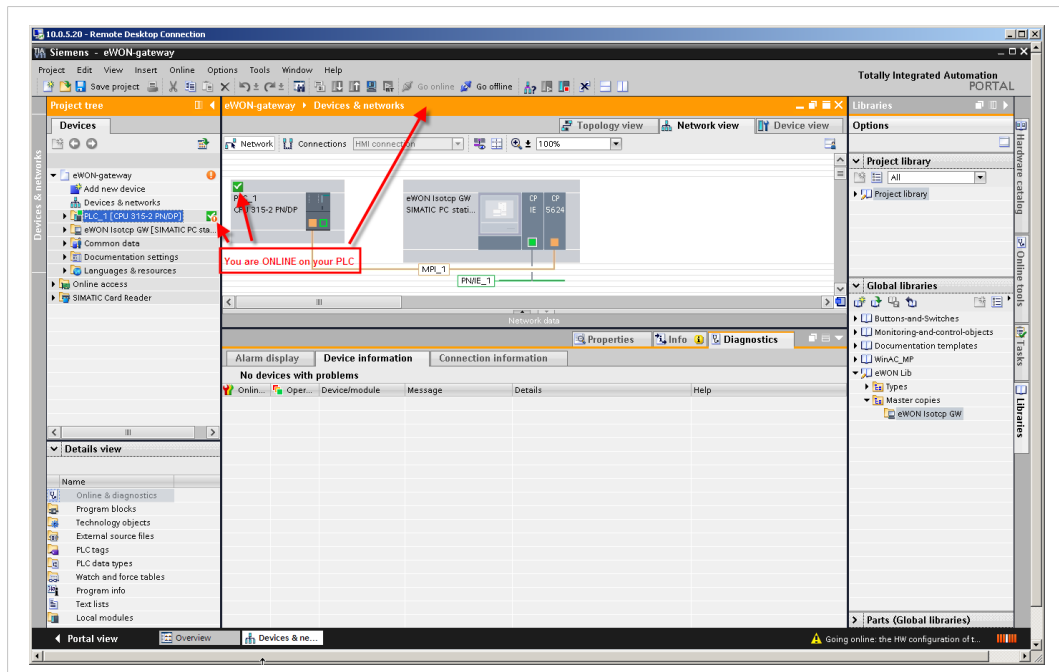 10.0.5.20 - Remote Desktop Connection
Siemens - eWON-gateway
Project Edit View Insert Online Options Tools Window Help
Totally Integrated Automation
PORTAL
Save project Go online Go offline
Project tree
eWON-gateway Devices & networks
Libraries
Devices
Topology view Network view Device view
Options
Network Connections HMI connection 100%
Project library
All
Project library
eWON-gateway
Add new device
Devices & networks
PLC_1 [CPU 315-2 PN/DP]
eWON Isotcp GW [SIMATIC PC sta...
Common data
Documentation settings
Languages & resources
Online access
SIMATIC Card Reader
CPU 315-2 PN/DP
eWON Isotcp GW
SIMATIC PC stati...
CP
IE
CP
5624
You are ONLINE on your PLC
MPI_1
PN/IE_1
Network data
Global libraries
Buttons-and-Switches
Monitoring-and-control-objects
Documentation templates
WinAC_MP
eWON Lib
Types
Master copies
eWON Isotcp GW
Properties Info Diagnostics
Alarm display Device information Connection information
No devices with problems
Onlin... Oper... Device/module Message Details Help
Details view
Name
Online & diagnostics
Program blocks
Technology objects
External source files
PLC tags
PLC data types
Watch and force tables
Program info
Text lists
Local modules
Parts (Global libraries)
Devices & networks
Hardware catalog
Online tools
Tasks
Libraries
Portal view Overview Devices & ne...
Going online: the HW configuration of t...